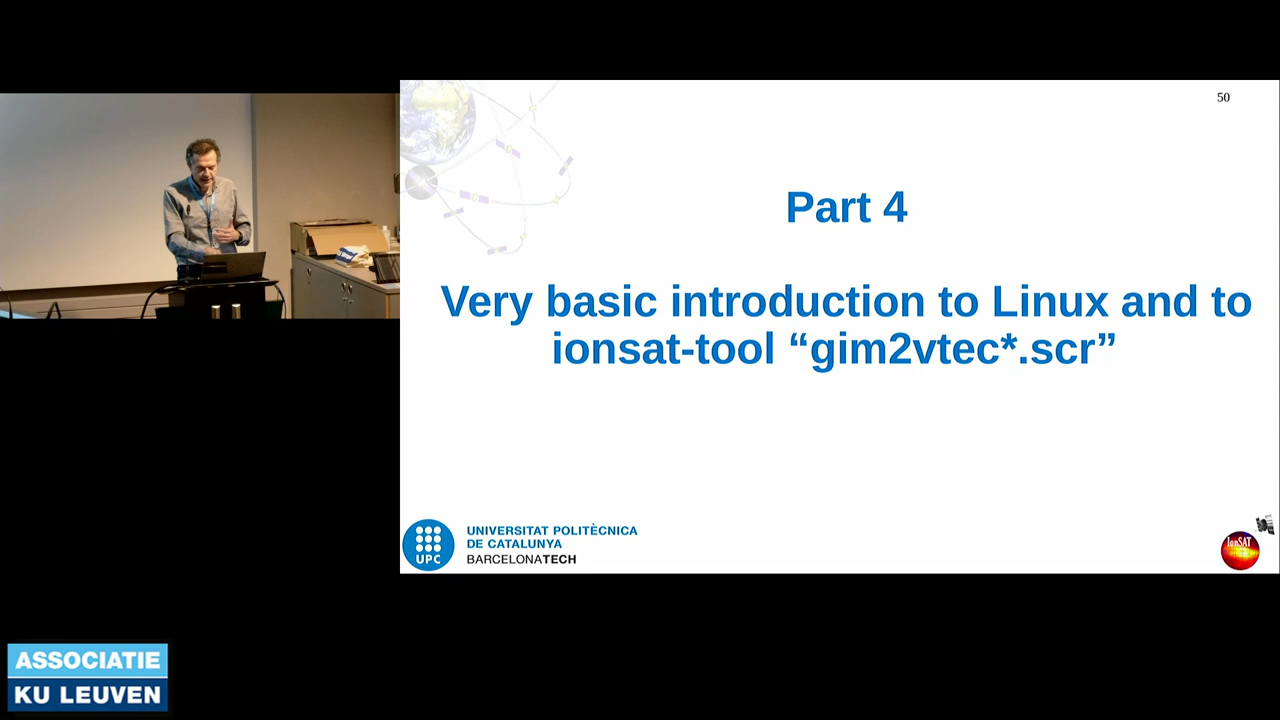 50
Part 4
Very basic introduction to Linux and to
ionsat-tool “gim2vtec*.scr”
UPC
UNIVERSITAT POLITÈCNICA
DE CATALUNYA
BARCELONATECH
IonSAT
ASSOCIATIE
KU LEUVEN